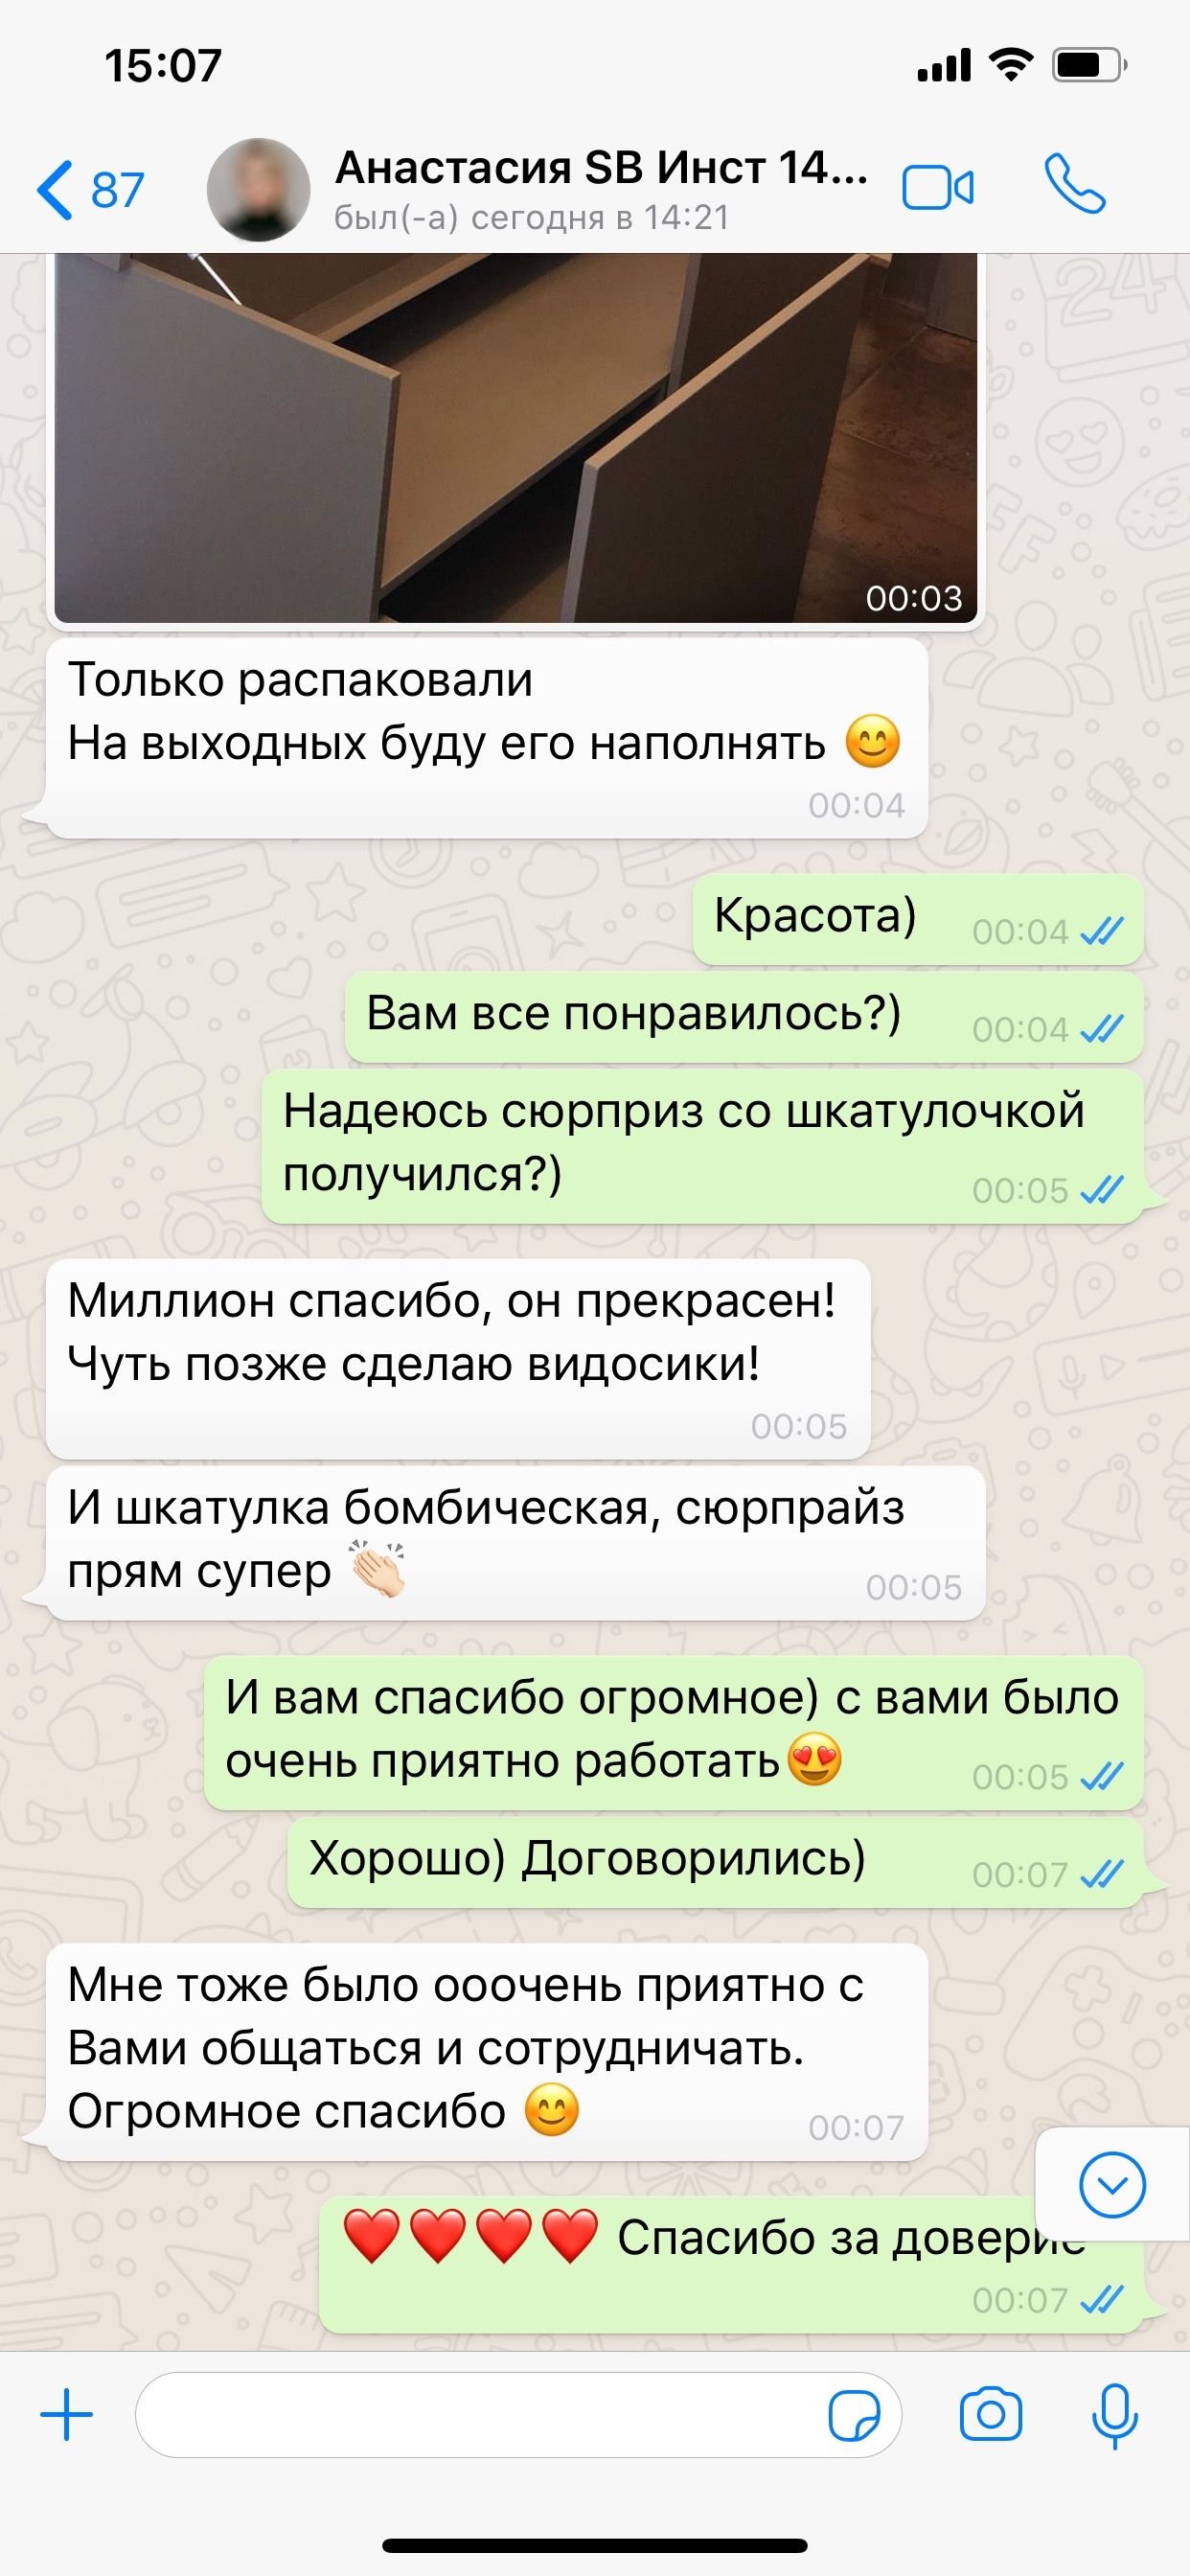 15:07
87
Анастасия SB Инст 14...
был(-а) сегодня в 14:21
00:03
Только распаковали
На выходных буду его наполнять 😊
00:04
Красота)
00:04
Вам все понравилось?)
00:04
Надеюсь сюрприз со шкатулочкой
получился?)
00:05
Миллион спасибо, он прекрасен!
Чуть позже сделаю видосики!
00:05
И шкатулка бомбическая, сюрпрайз
прям супер 👏🏻
00:05
И вам спасибо огромное) с вами было
очень приятно работать😍
00:05
Хорошо) Договорились)
00:07
Мне тоже было ооочень приятно с
Вами общаться и сотрудничать.
Огромное спасибо 😊
00:07
❤️❤️❤️❤️ Спасибо за доверие
00:07